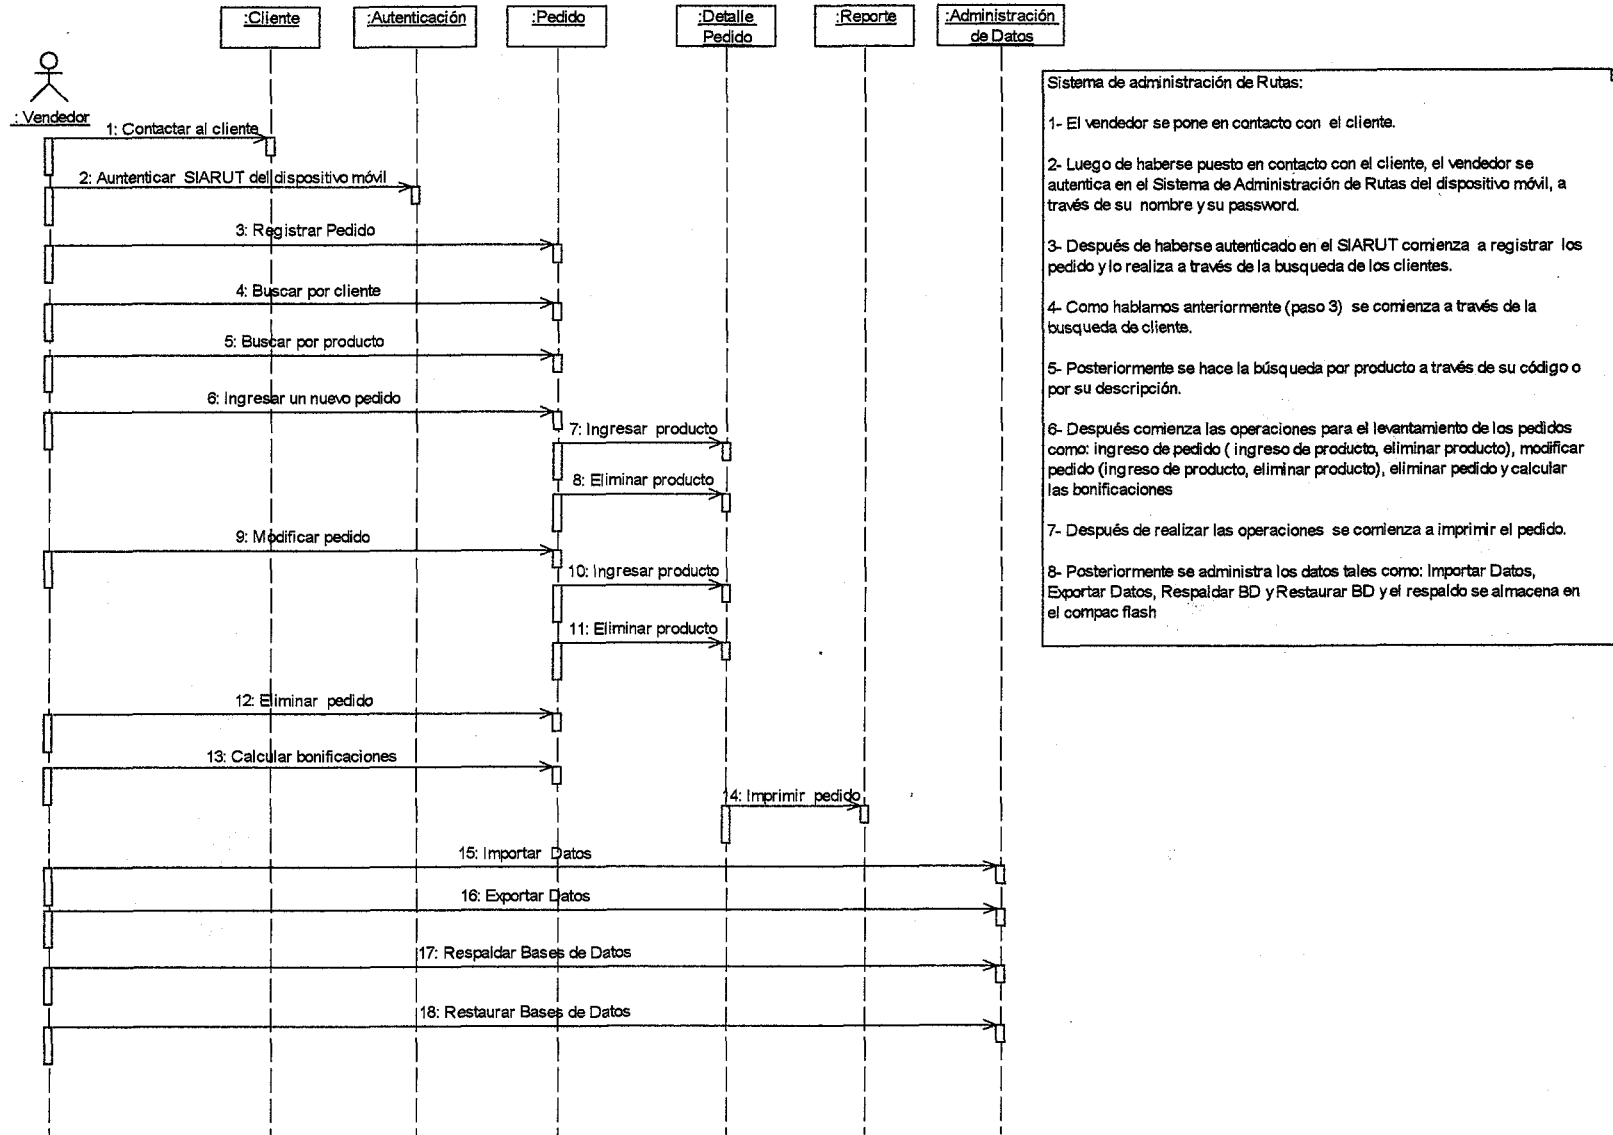 :Cliente
:Autenticación
:Pedido
:Detalle
Pedido
:Reporte
:Administración
de Datos
: Vendedor
1: Contactar al cliente
2: Auntenticar SIARUT del dispositivo móvil
3: Registrar Pedido
4: Buscar por cliente
5: Buscar por producto
6: Ingresar un nuevo pedido
7: Ingresar producto
8: Eliminar producto
9: Modificar pedido
10: Ingresar producto
11: Eliminar producto
12: Eliminar pedido
13: Calcular bonificaciones
14: Imprimir pedido
15: Importar Datos
16: Exportar Datos
17: Respaldar Bases de Datos
18: Restaurar Bases de Datos
Sistema de administración de Rutas:
1- El vendedor se pone en contacto con el cliente.
2- Luego de haberse puesto en contacto con el cliente, el vendedor se
autentica en el Sistema de Administración de Rutas del dispositivo móvil, a
través de su nombre y su password.
3- Después de haberse autenticado en el SIARUT comienza a registrar los
pedido y lo realiza a través de la busqueda de los clientes.
4- Como hablamos anteriormente (paso 3) se comienza a través de la
busqueda de cliente.
5- Posteriormente se hace la búsqueda por producto a través de su código o
por su descripción.
6- Después comienza las operaciones para el levantamiento de los pedidos
como: ingreso de pedido ( ingreso de producto, eliminar producto), modificar
pedido (ingreso de producto, eliminar producto), eliminar pedido y calcular
las bonificaciones
7- Después de realizar las operaciones se comienza a imprimir el pedido.
8- Posteriormente se administra los datos tales como: Importar Datos,
Exportar Datos, Respaldar BD y Restaurar BD y el respaldo se almacena en
el compac flash